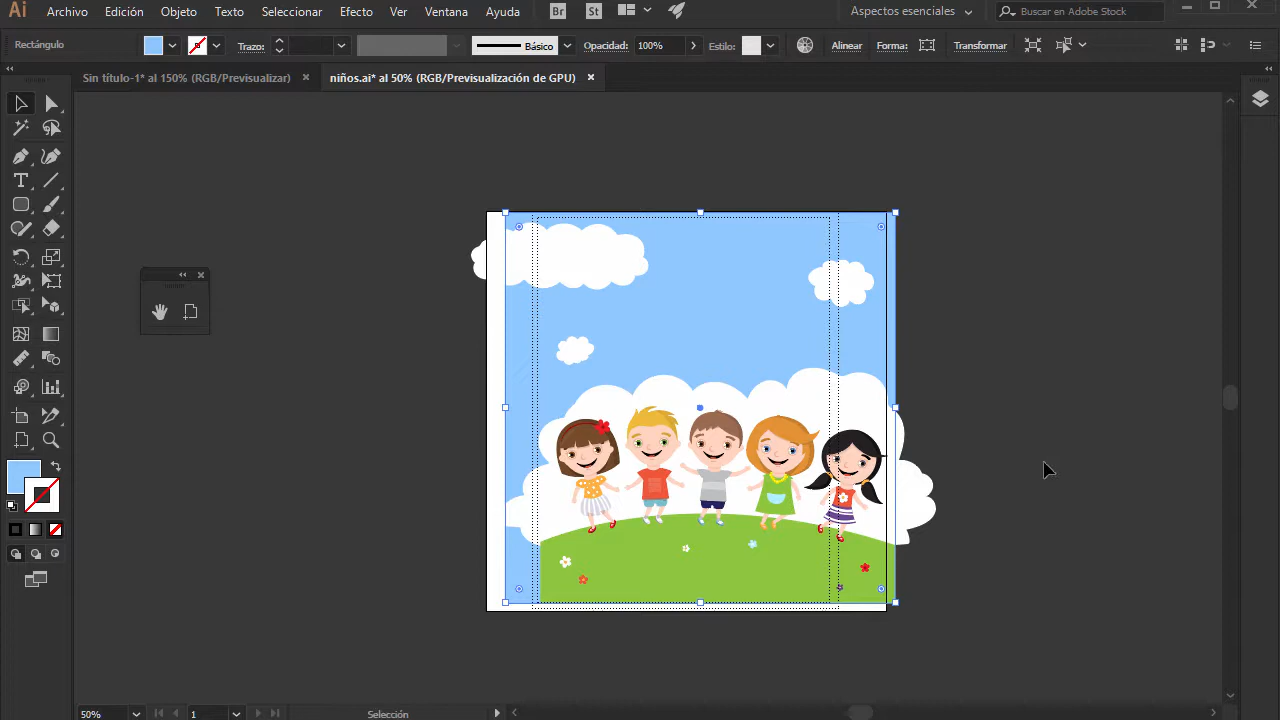 Ai Archivo Edición Objeto Texto Seleccionar Efecto Ver Ventana Ayuda Br St Aspectos esenciales Buscar en Adobe Stock
Rectángulo Trazo: Básico Opacidad: 100% Estilo: Alinear Forma: Transformar
Sin título-1* al 150% (RGB/Previsualizar) × niños.ai* al 50% (RGB/Previsualización de GPU) ×
50% 1 Selección